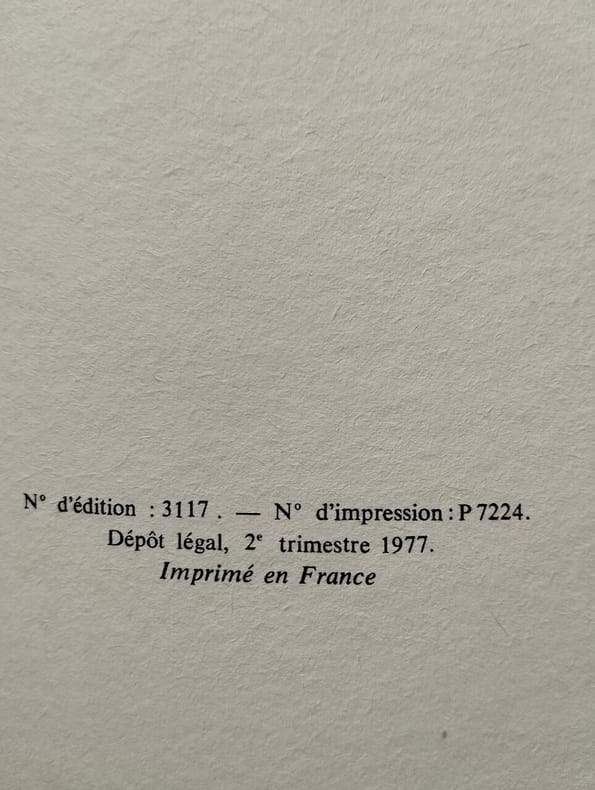 N° d'édition : 3117 . — N° d'impression : P 7224.
Dépôt légal, 2e trimestre 1977.
Imprimé en France